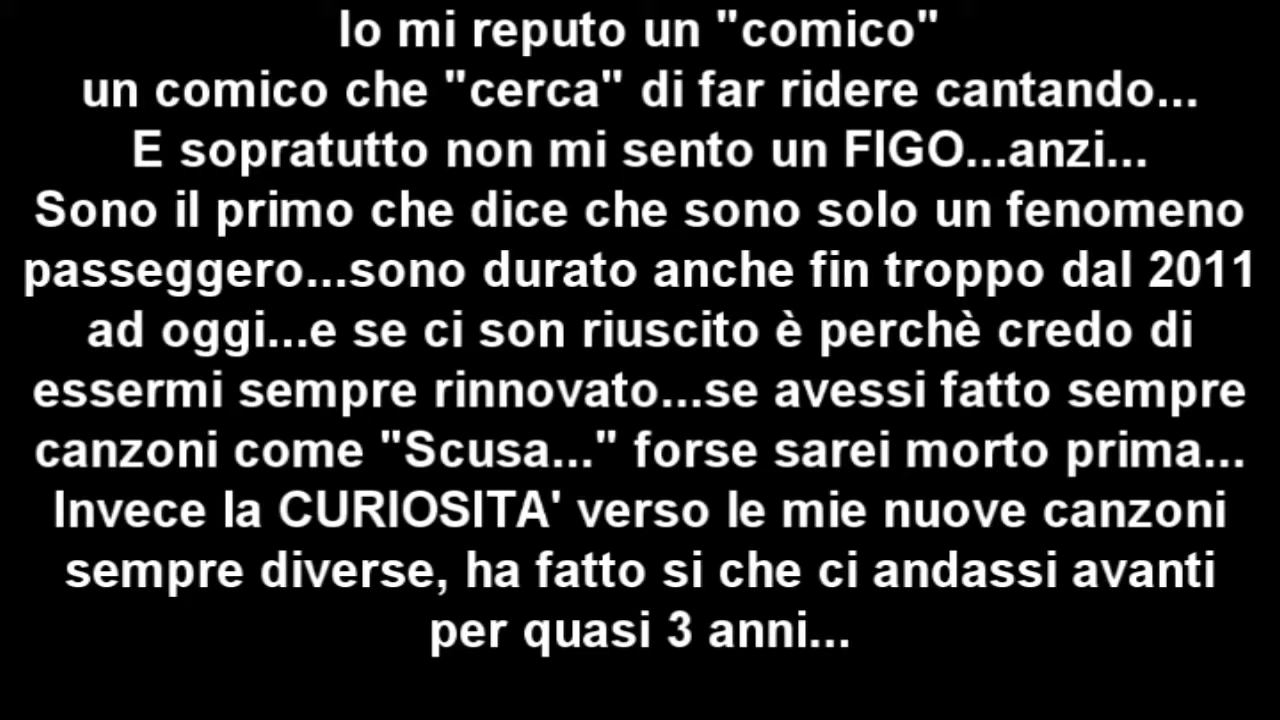 Io mi reputo un "comico"
un comico che "cerca" di far ridere cantando...
E sopratutto non mi sento un FIGO...anzi...
Sono il primo che dice che sono solo un fenomeno
passeggero...sono durato anche fin troppo dal 2011
ad oggi...e se ci son riuscito è perchè credo di
essermi sempre rinnovato...se avessi fatto sempre
canzoni come "Scusa..." forse sarei morto prima...
Invece la CURIOSITA' verso le mie nuove canzoni
sempre diverse, ha fatto si che ci andassi avanti
per quasi 3 anni...